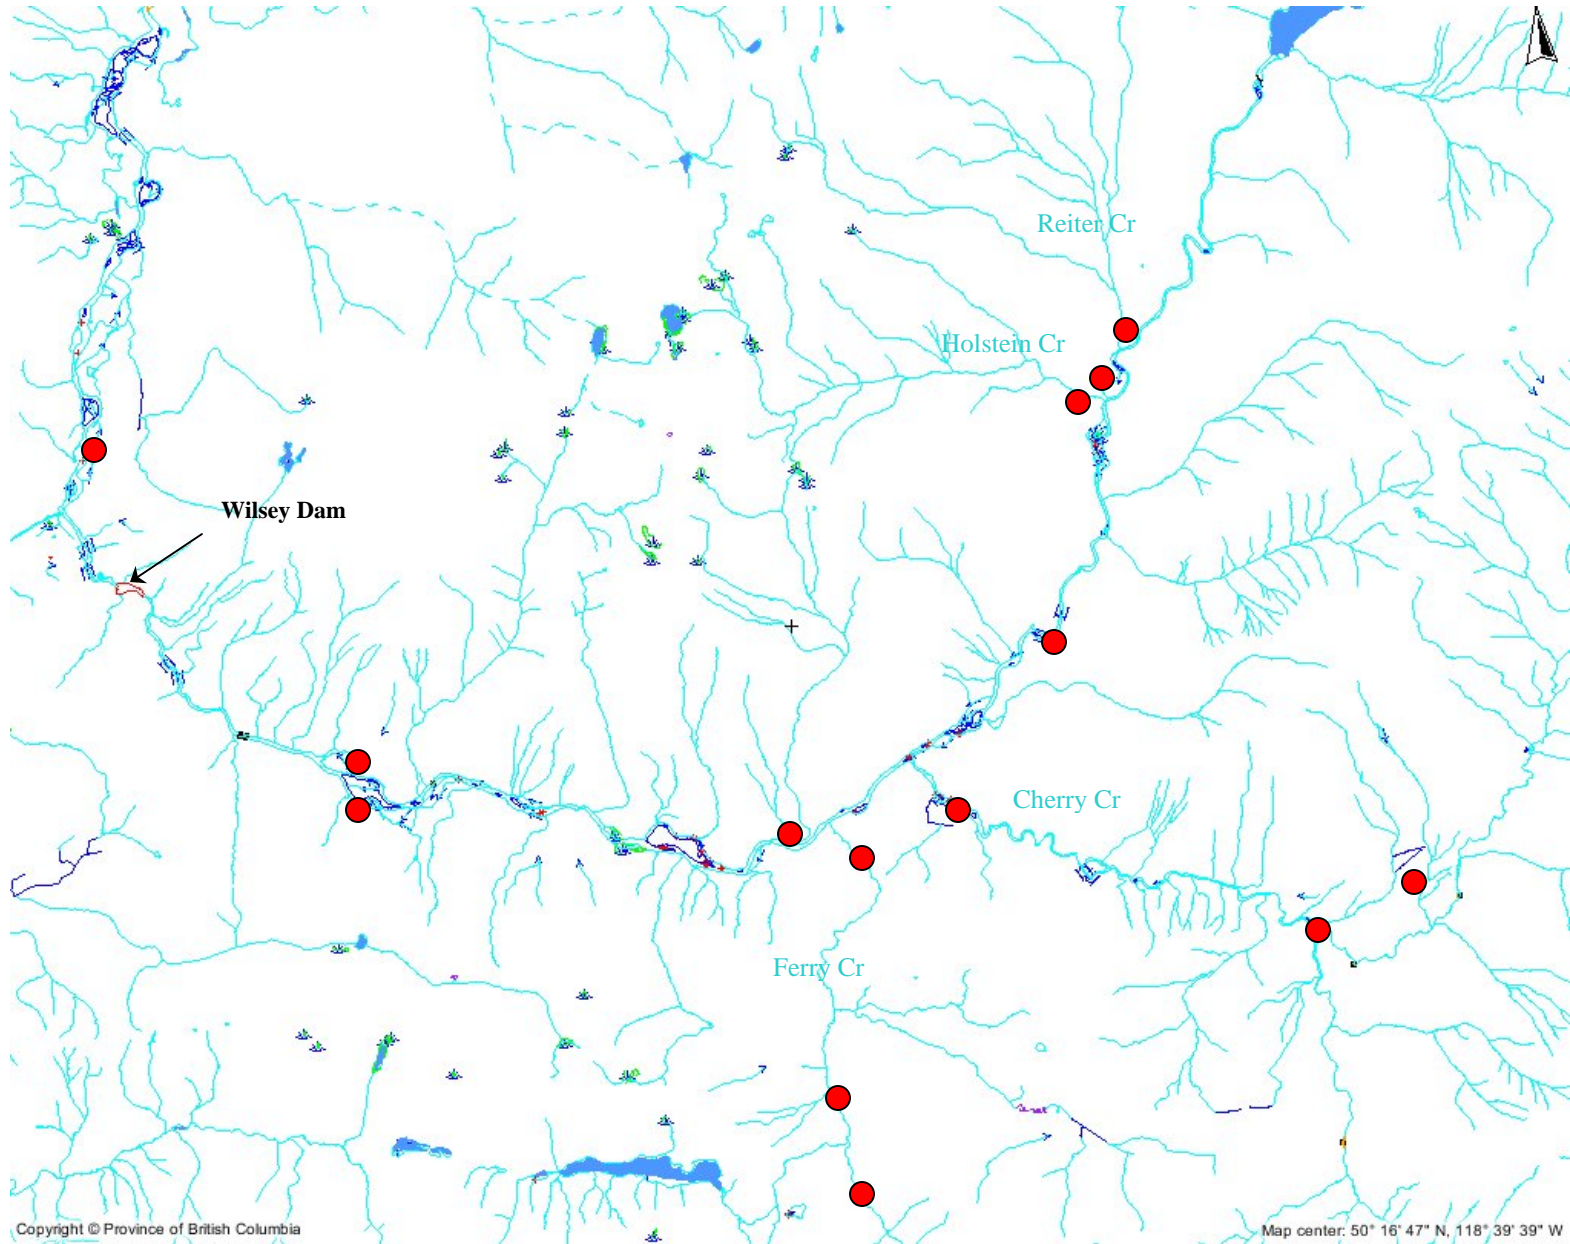 Reiter Cr
Holstein Cr
Wilsey Dam
Cherry Cr
Ferry Cr
Copyright © Province of British Columbia
Map center: 50° 16' 47" N, 118° 39' 39" W